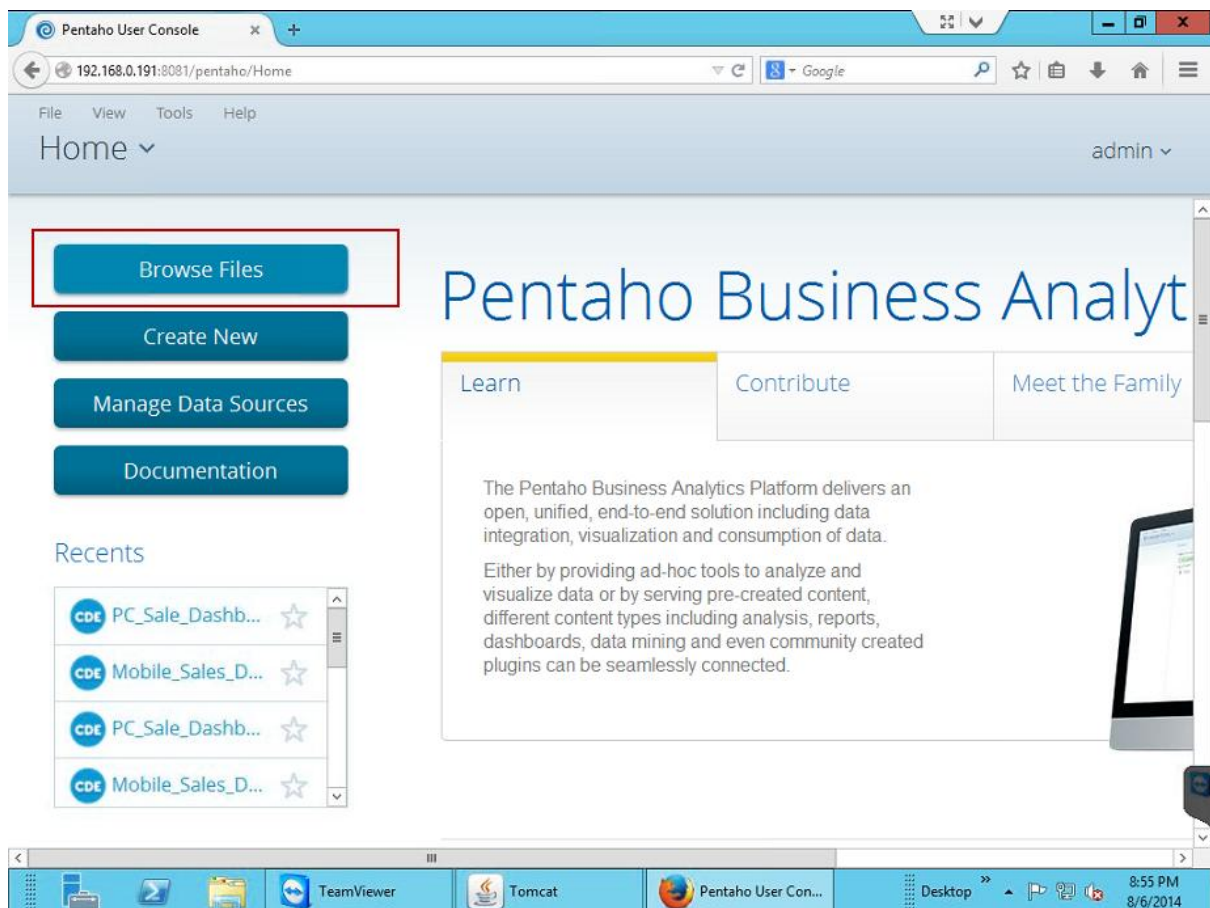 Pentaho User Console
192.168.0.191:8081/pentaho/Home
Google
File View Tools Help
Home
admin
Browse Files
Create New
Manage Data Sources
Documentation
Recents
CDE PC_Sale_Dashb...
CDE Mobile_Sales_D...
CDE PC_Sale_Dashb...
CDE Mobile_Sales_D...
Pentaho Business Analyt
Learn
Contribute
Meet the Family
The Pentaho Business Analytics Platform delivers an
open, unified, end-to-end solution including data
integration, visualization and consumption of data.
Either by providing ad-hoc tools to analyze and
visualize data or by serving pre-created content,
different content types including analysis, reports,
dashboards, data mining and even community created
plugins can be seamlessly connected.
TeamViewer
Tomcat
Pentaho User Con...
Desktop
8:55 PM
8/6/2014